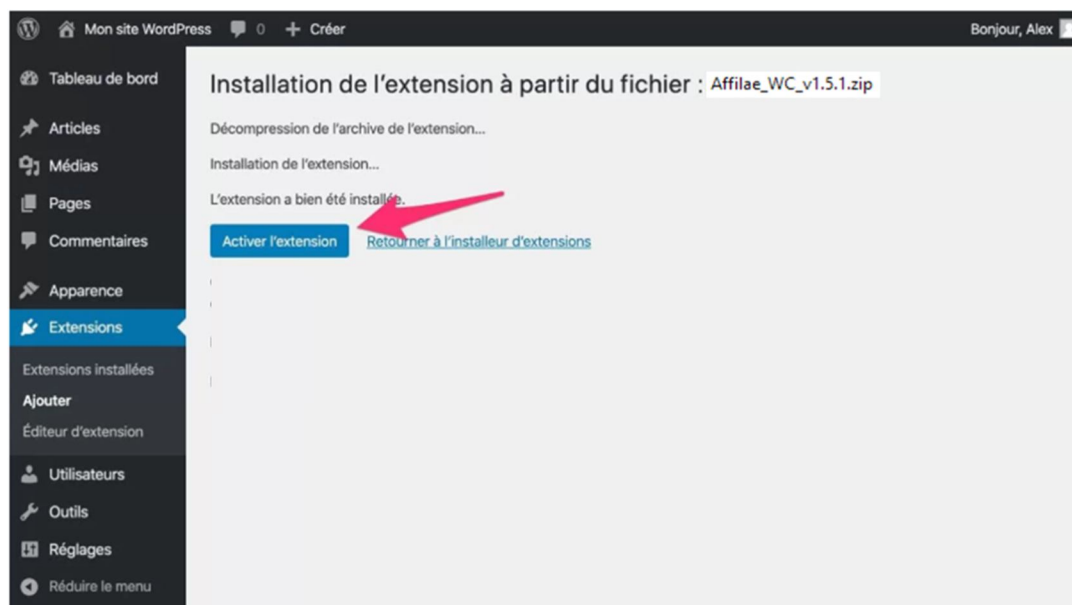 Mon site WordPress 0 + Créer Bonjour, Alex
Tableau de bord
Articles
Médias
Pages
Commentaires
Apparence
Extensions
Extensions installées
Ajouter
Éditeur d'extension
Utilisateurs
Outils
Réglages
Réduire le menu
Installation de l'extension à partir du fichier : Affilae_WC_v1.5.1.zip
Décompression de l'archive de l'extension...
Installation de l'extension...
L'extension a bien été installée.
Activer l'extension Retourner à l'installeur d'extensions